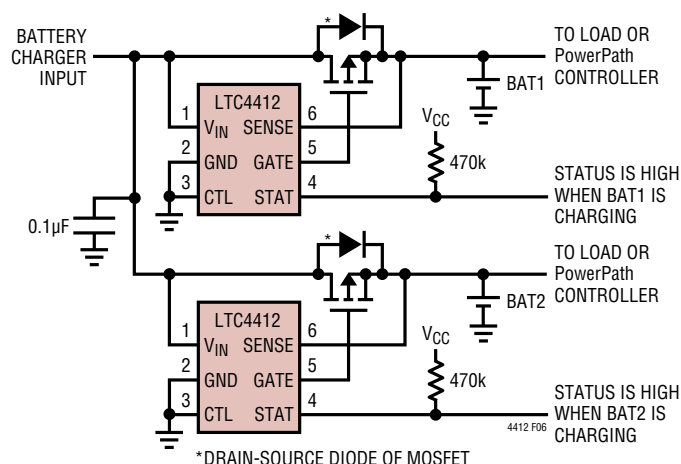 BATTERY
CHARGER
INPUT
*
TO LOAD OR
PowerPath
CONTROLLER
BAT1
LTC4412
1
VIN SENSE
6
2
GND GATE
5
3
CTL STAT
4
VCC
470k
STATUS IS HIGH
WHEN BAT1 IS
CHARGING
0.1µF
*
TO LOAD OR
PowerPath
CONTROLLER
BAT2
LTC4412
1
VIN SENSE
6
2
GND GATE
5
3
CTL STAT
4
VCC
470k
STATUS IS HIGH
WHEN BAT2 IS
CHARGING
4412 F06
*DRAIN-SOURCE DIODE OF MOSFET